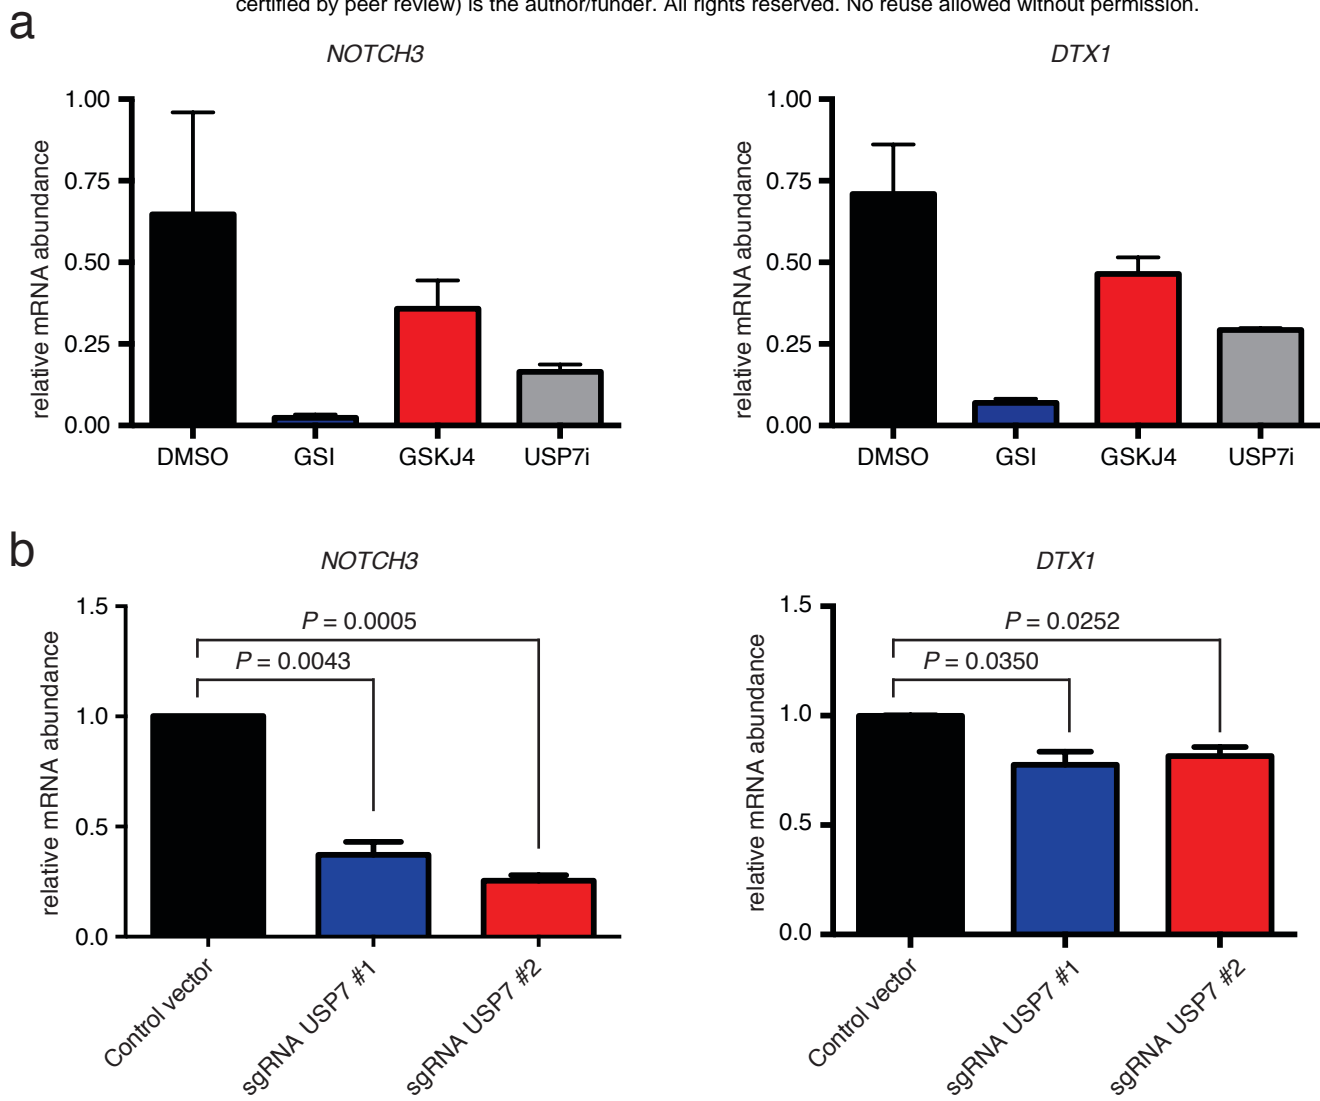 certified by peer review) is the author/funder. All rights reserved. No reuse allowed without permission.
a
NOTCH3
relative mRNA abundance
1.00
0.75
0.50
0.25
0.00
DMSO GSI GSKJ4 USP7i
DTX1
relative mRNA abundance
1.00
0.75
0.50
0.25
0.00
DMSO GSI GSKJ4 USP7i
b
NOTCH3
relative mRNA abundance
1.5
1.0
0.5
0.0
P = 0.0005
P = 0.0043
Control vector
sgRNA USP7 #1
sgRNA USP7 #2
DTX1
relative mRNA abundance
1.5
1.0
0.5
0.0
P = 0.0252
P = 0.0350
Control vector
sgRNA USP7 #1
sgRNA USP7 #2